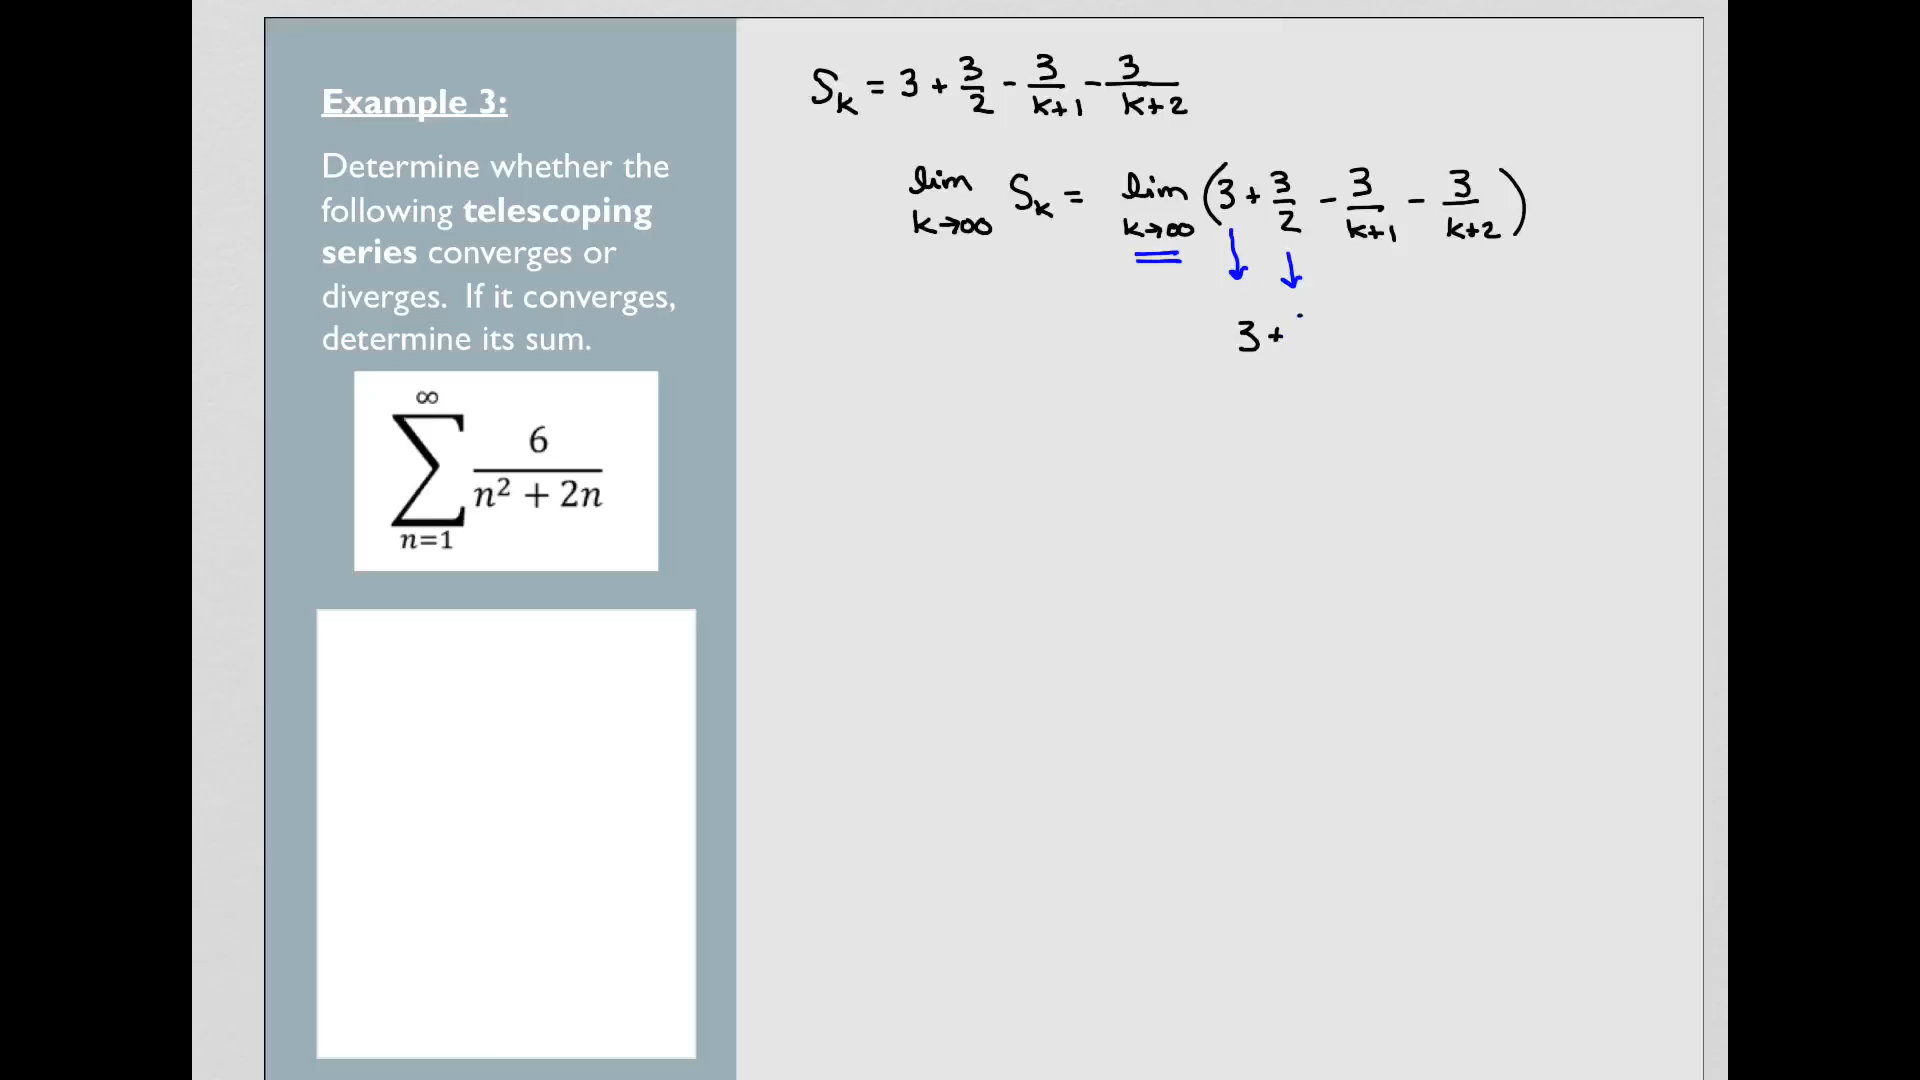 Example 3:
Determine whether the
following telescoping
series converges or
diverges. If it converges,
determine its sum.
∞
∑ 6/(n² + 2n)
n=1
S_k = 3 + 3/2 - 3/(k+1) - 3/(k+2)
lim k→∞ S_k = lim k→∞ (3 + 3/2 - 3/(k+1) - 3/(k+2))
3 +